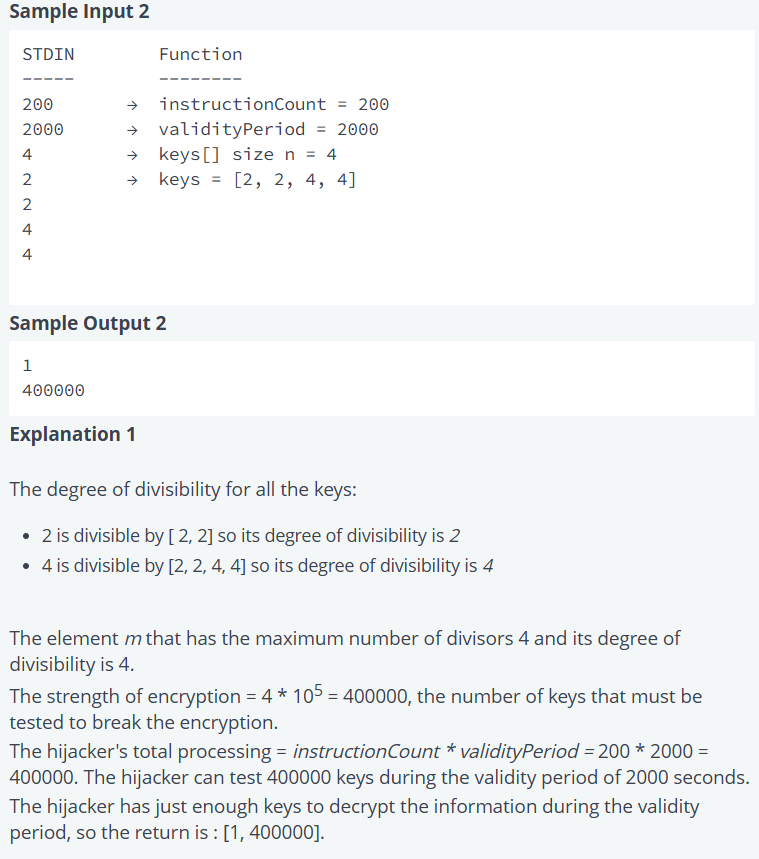 Sample Input 2
STDIN Function
----- --------
200 → instructionCount = 200
2000 → validityPeriod = 2000
4 → keys[] size n = 4
2 → keys = [2, 2, 4, 4]
2
4
4
Sample Output 2
1
400000
Explanation 1
The degree of divisibility for all the keys:
• 2 is divisible by [ 2, 2] so its degree of divisibility is 2
• 4 is divisible by [2, 2, 4, 4] so its degree of divisibility is 4
The element m that has the maximum number of divisors 4 and its degree of
divisibility is 4.
The strength of encryption = 4 * 10⁵ = 400000, the number of keys that must be
tested to break the encryption.
The hijacker's total processing = instructionCount * validityPeriod = 200 * 2000 =
400000. The hijacker can test 400000 keys during the validity period of 2000 seconds.
The hijacker has just enough keys to decrypt the information during the validity
period, so the return is : [1, 400000].